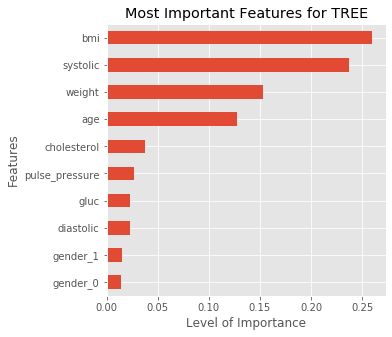 Most Important Features for TREE
bmi
systolic
weight
age
cholesterol
pulse_pressure
gluc
diastolic
gender_1
gender_0
Features
0.00 0.05 0.10 0.15 0.20 0.25
Level of Importance